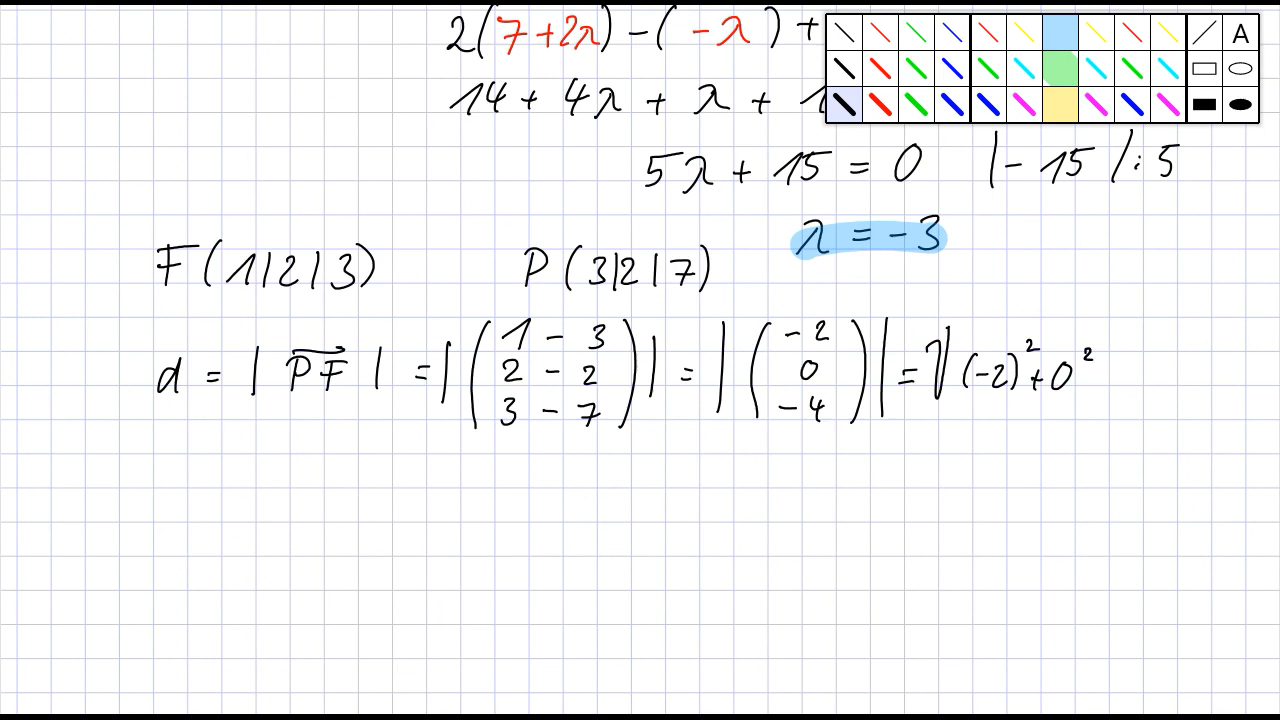 2(7+2λ) - (-λ) +
14 + 4λ + λ + 1
5λ + 15 = 0 |-15 |:5
λ = -3
F(1|2|3) P(3|2|7)
d = |PF⃗| = |(1 - 3 2 - 2 3 - 7)| = |(-2 0 -4)| = √(-2)² + 0²
A